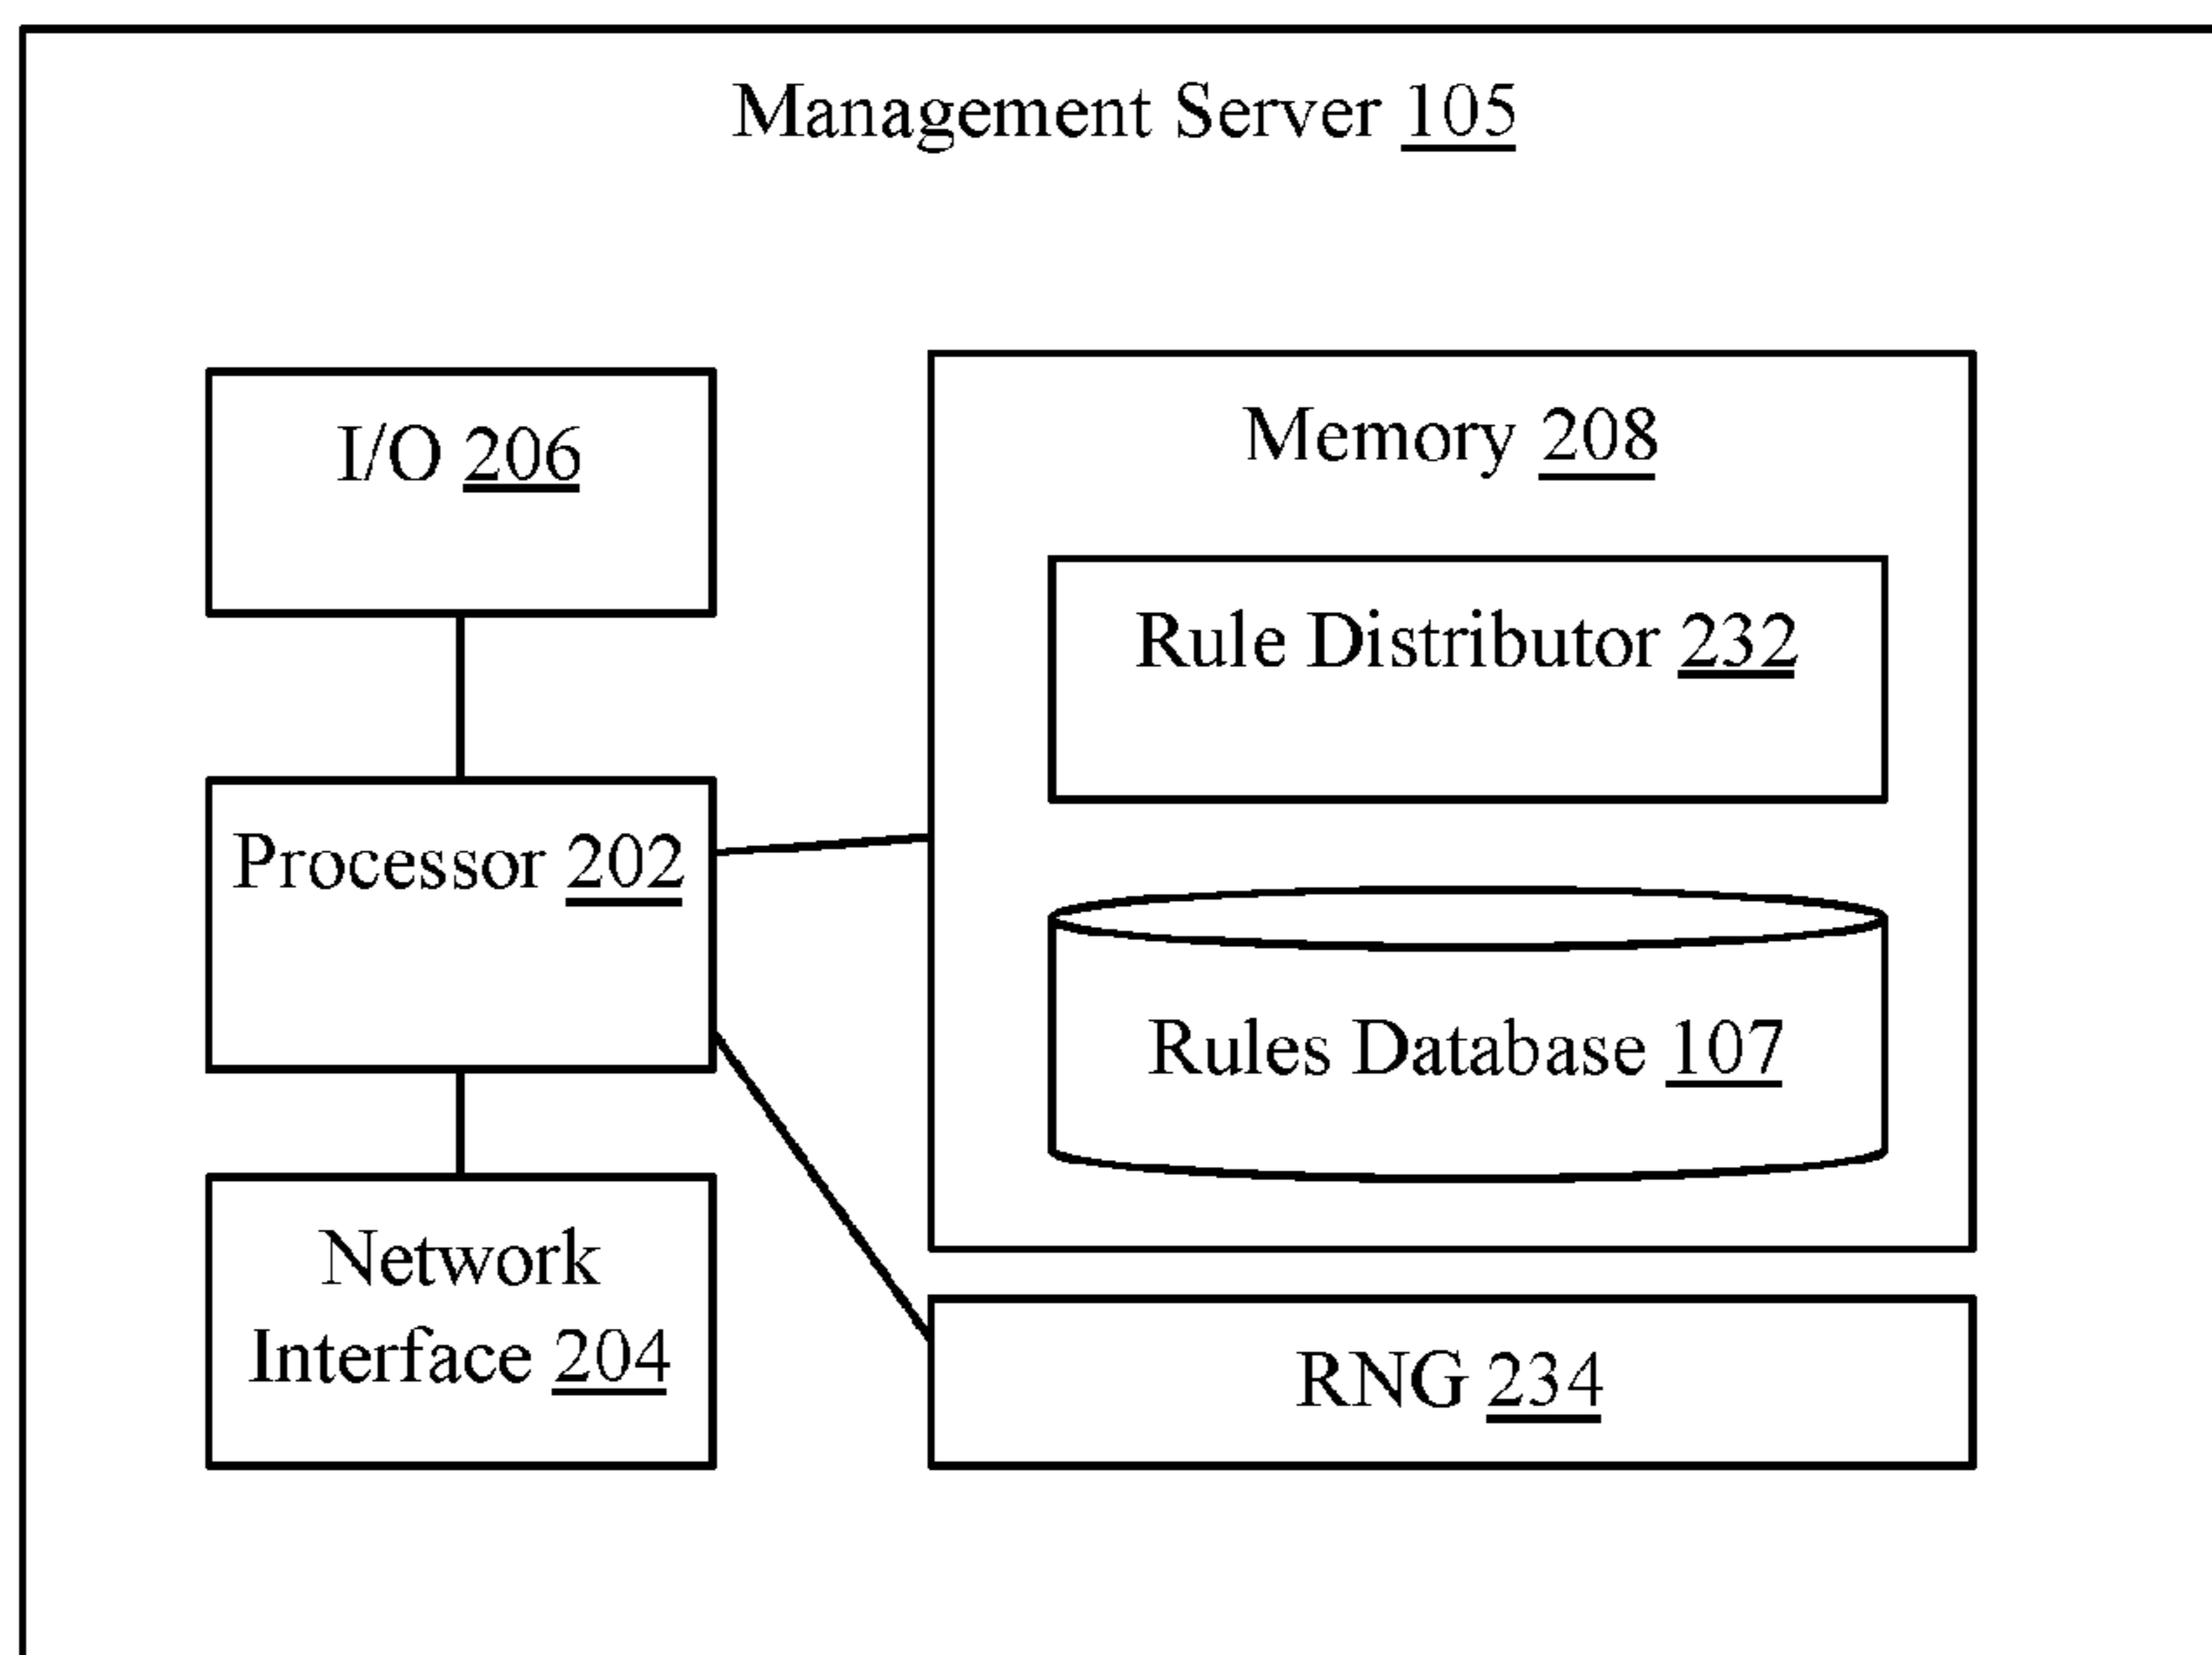 Management Server 105
I/O 206
Memory 208
Rule Distributor 232
Processor 202
Rules Database 107
Network
Interface 204
RNG 234